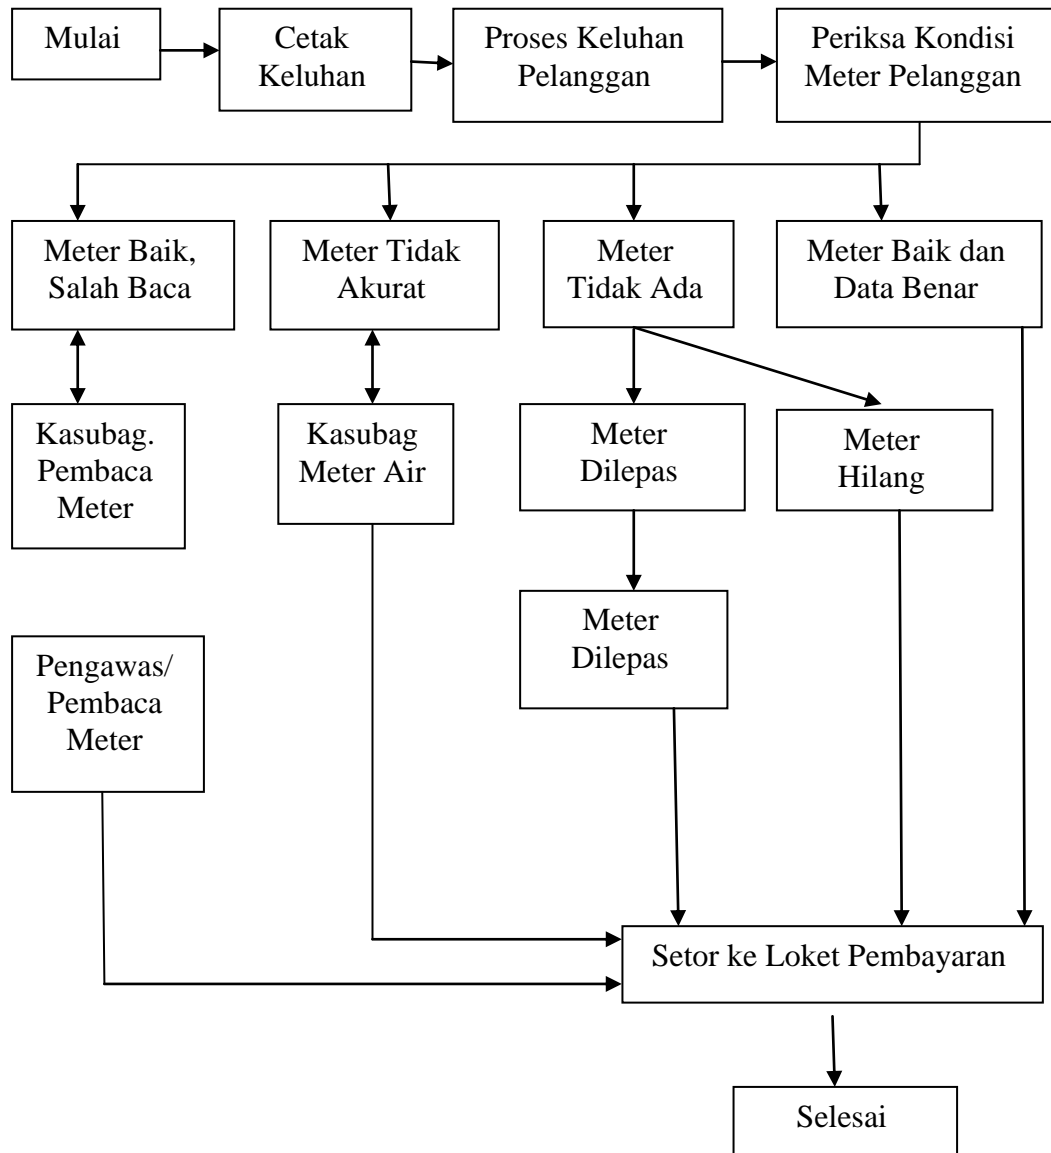 Mulai
Cetak
Keluhan
Proses Keluhan
Pelanggan
Periksa Kondisi
Meter Pelanggan
Meter Baik,
Salah Baca
Meter Tidak
Akurat
Meter
Tidak Ada
Meter Baik dan
Data Benar
Kasubag.
Pembaca
Meter
Kasubag
Meter Air
Meter
Dilepas
Meter
Hilang
Meter
Dilepas
Pengawas/
Pembaca
Meter
Setor ke Loket Pembayaran
Selesai